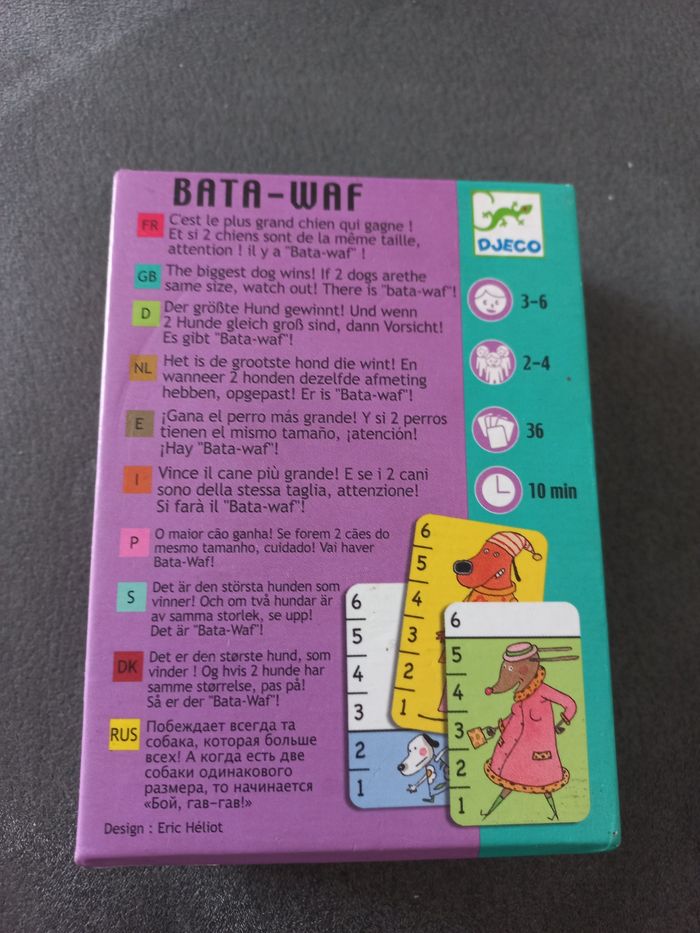 BATA-WAF
FR
C'est le plus grand chien qui gagne !
Et si 2 chiens sont de la même taille,
attention ! il y a "Bata-waf" !
GB
The biggest dog wins! If 2 dogs arethe
same size, watch out! There is "bata-waf"!
D
Der größte Hund gewinnt! Und wenn
2 Hunde gleich groß sind, dann Vorsicht!
Es gibt "Bata-waf"!
NL
Het is de grootste hond die wint! En
wanneer 2 honden dezelfde afmeting
hebben, opgepast! Er is "Bata-waf"!
E
¡Gana el perro más grande! Y si 2 perros
tienen el mismo tamaño, ¡atención!
¡Hay "Bata-waf"!
I
Vince il cane più grande! E se i 2 cani
sono della stessa taglia, attenzione!
Si farà il "Bata-waf"!
P
O maior câo ganha! Se forem 2 cães do
mesmo tamanho, cuidado! Vai haver
Bata-Waf!
S
Det är den största hunden som
vinner! Och om två hundar är
av samma storlek, se upp!
Det är "Bata-Waf"!
DK
Det er den største hund, som
vinder ! Og hvis 2 hunde har
samme størrelse, pas på!
Så er der "Bata-Waf"!
RUS
Побеждает всегда та
собака, которая больше
всех! А когда есть две
собаки одинакового
размера, то начинается
«Бой, гав-гав!»
Design : Eric Héliot
DJECO
3-6
2-4
36
10 min
6
5
4
3
2
1
6
5
4
3
2
1
6
5
4
3
2
1